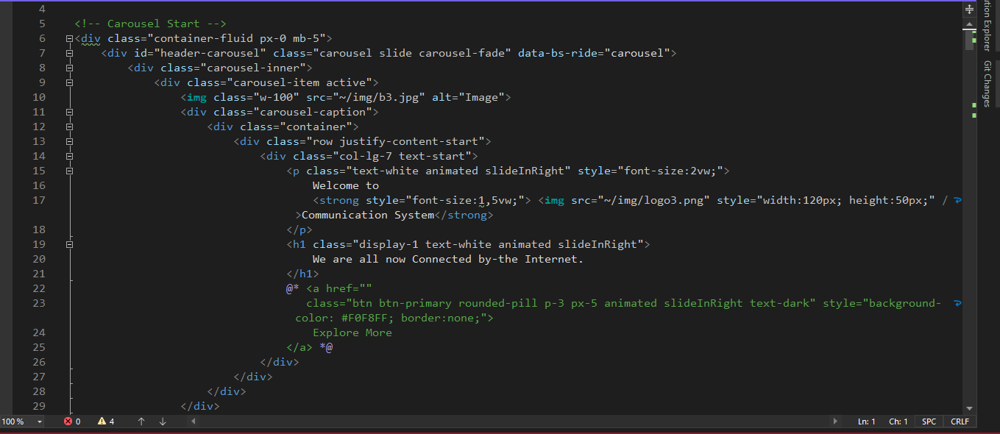 4
5 <!-- Carousel Start -->
6 <div class="container-fluid px-0 mb-5">
7 <div id="header-carousel" class="carousel slide carousel-fade" data-bs-ride="carousel">
8 <div class="carousel-inner">
9 <div class="carousel-item active">
10 <img class="w-100" src="~/img/b3.jpg" alt="Image">
11 <div class="carousel-caption">
12 <div class="container">
13 <div class="row justify-content-start">
14 <div class="col-lg-7 text-start">
15 <p class="text-white animated slideInRight" style="font-size:2vw;">
16 Welcome to
17 <strong style="font-size:1,5vw;"> <img src="~/img/logo3.png" style="width:120px; height:50px;" /
>Communication System</strong>
18 </p>
19 <h1 class="display-1 text-white animated slideInRight">
20 We are all now Connected by-the Internet.
21 </h1>
22 @* <a href=""
23 class="btn btn-primary rounded-pill p-3 px-5 animated slideInRight text-dark" style="background-
color: #F0F8FF; border:none;">
24 Explore More
25 </a> *@
26 </div>
27 </div>
28 </div>
29 </div>
100 % 0 4 Ln: 1 Ch: 1 SPC CRLF
ution Explorer
Git Changes